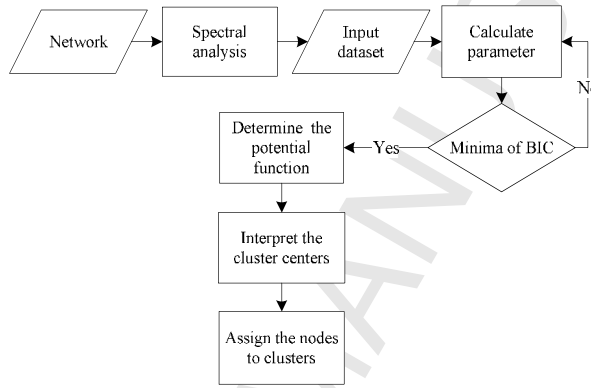 Network
Spectral
analysis
Input
dataset
Calculate
parameter
Minima of BIC
Yes
Determine the
potential
function
Interpret the
cluster centers
Assign the nodes
to clusters